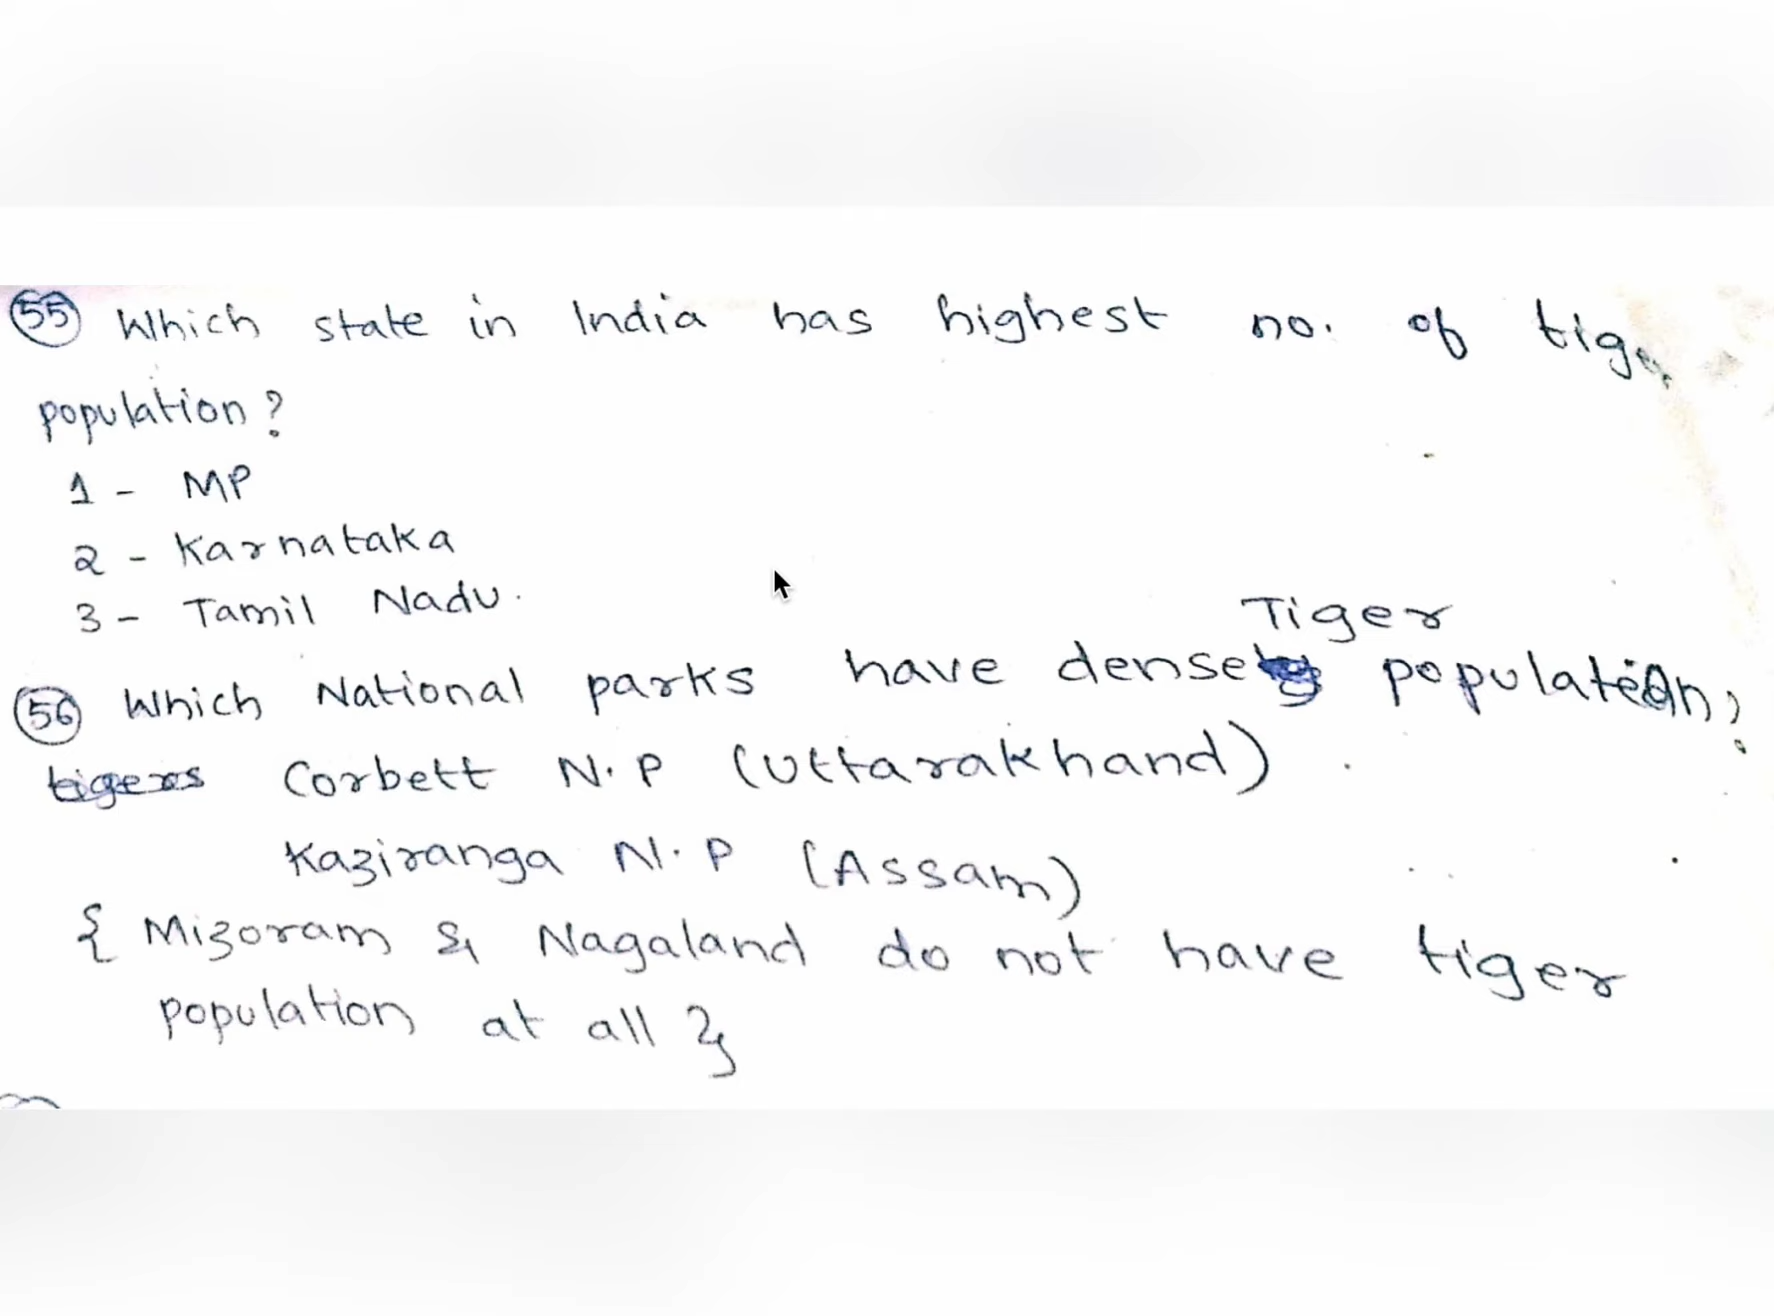 55 Which state in India has highest no. of tiger
population?
1 - MP
2 - Karnataka
3 - Tamil Nadu.
Tiger
56 Which National parks have dense population?
tigers Corbett N.P (Uttarakhand)
Kaziranga N.P (Assam)
{ Mizoram & Nagaland do not have tiger
population at all }